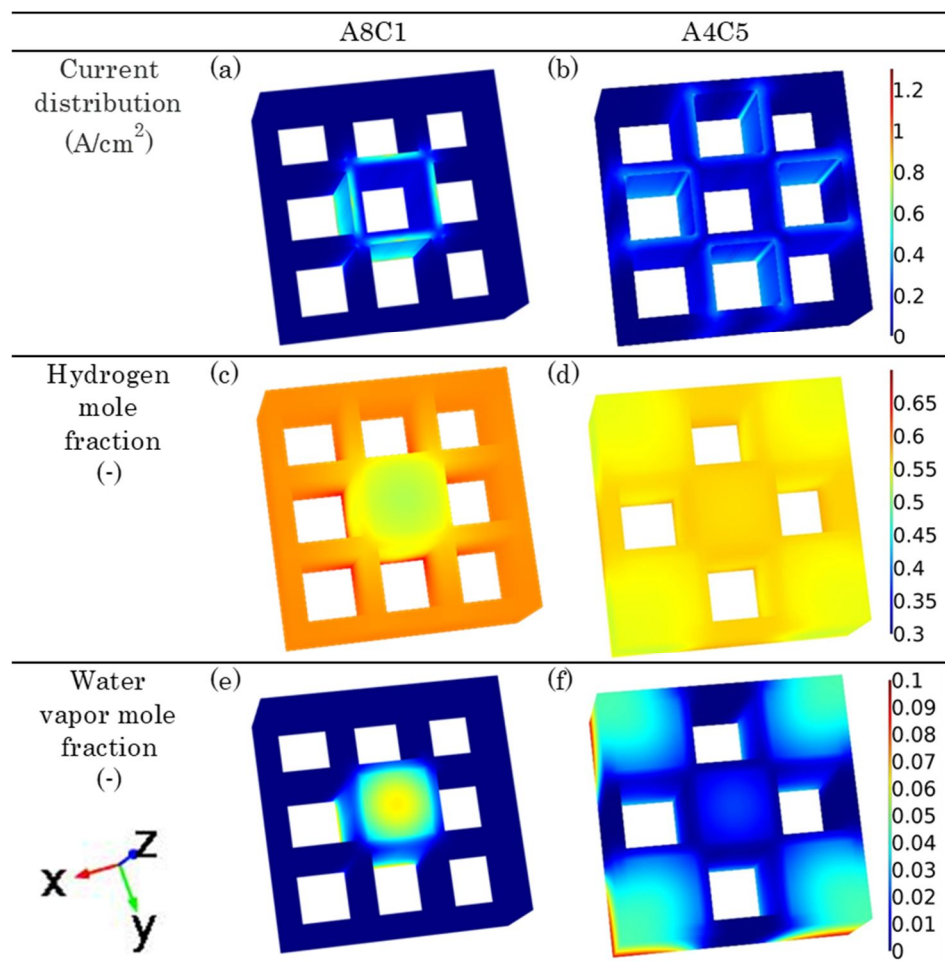 A8C1 A4C5
Current
distribution
(A/cm²)
(a) (b)
1.2
1
0.8
0.6
0.4
0.2
0
Hydrogen
mole
fraction
(-)
(c) (d)
0.65
0.6
0.55
0.5
0.45
0.4
0.35
0.3
Water
vapor mole
fraction
(-)
(e) (f)
0.1
0.09
0.08
0.07
0.06
0.05
0.04
0.03
0.02
0.01
0
z
x
y